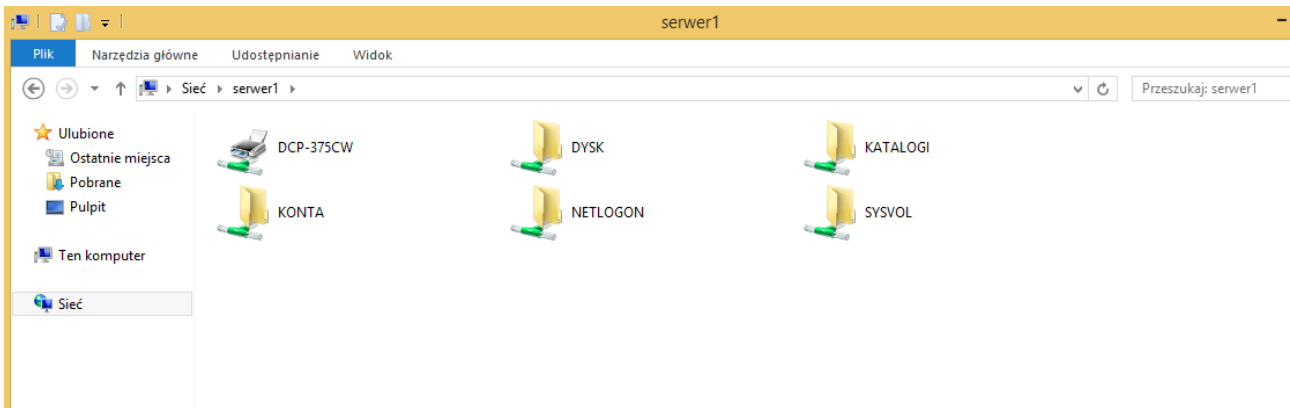 serwer1
Plik Narzędzia główne Udostępnianie Widok
Sieć serwer1 Przeszukaj: serwer1
Ulubione
Ostatnie miejsca
Pobrane
Pulpit
Ten komputer
Sieć
DCP-375CW DYSK KATALOGI
KONTA NETLOGON SYSVOL